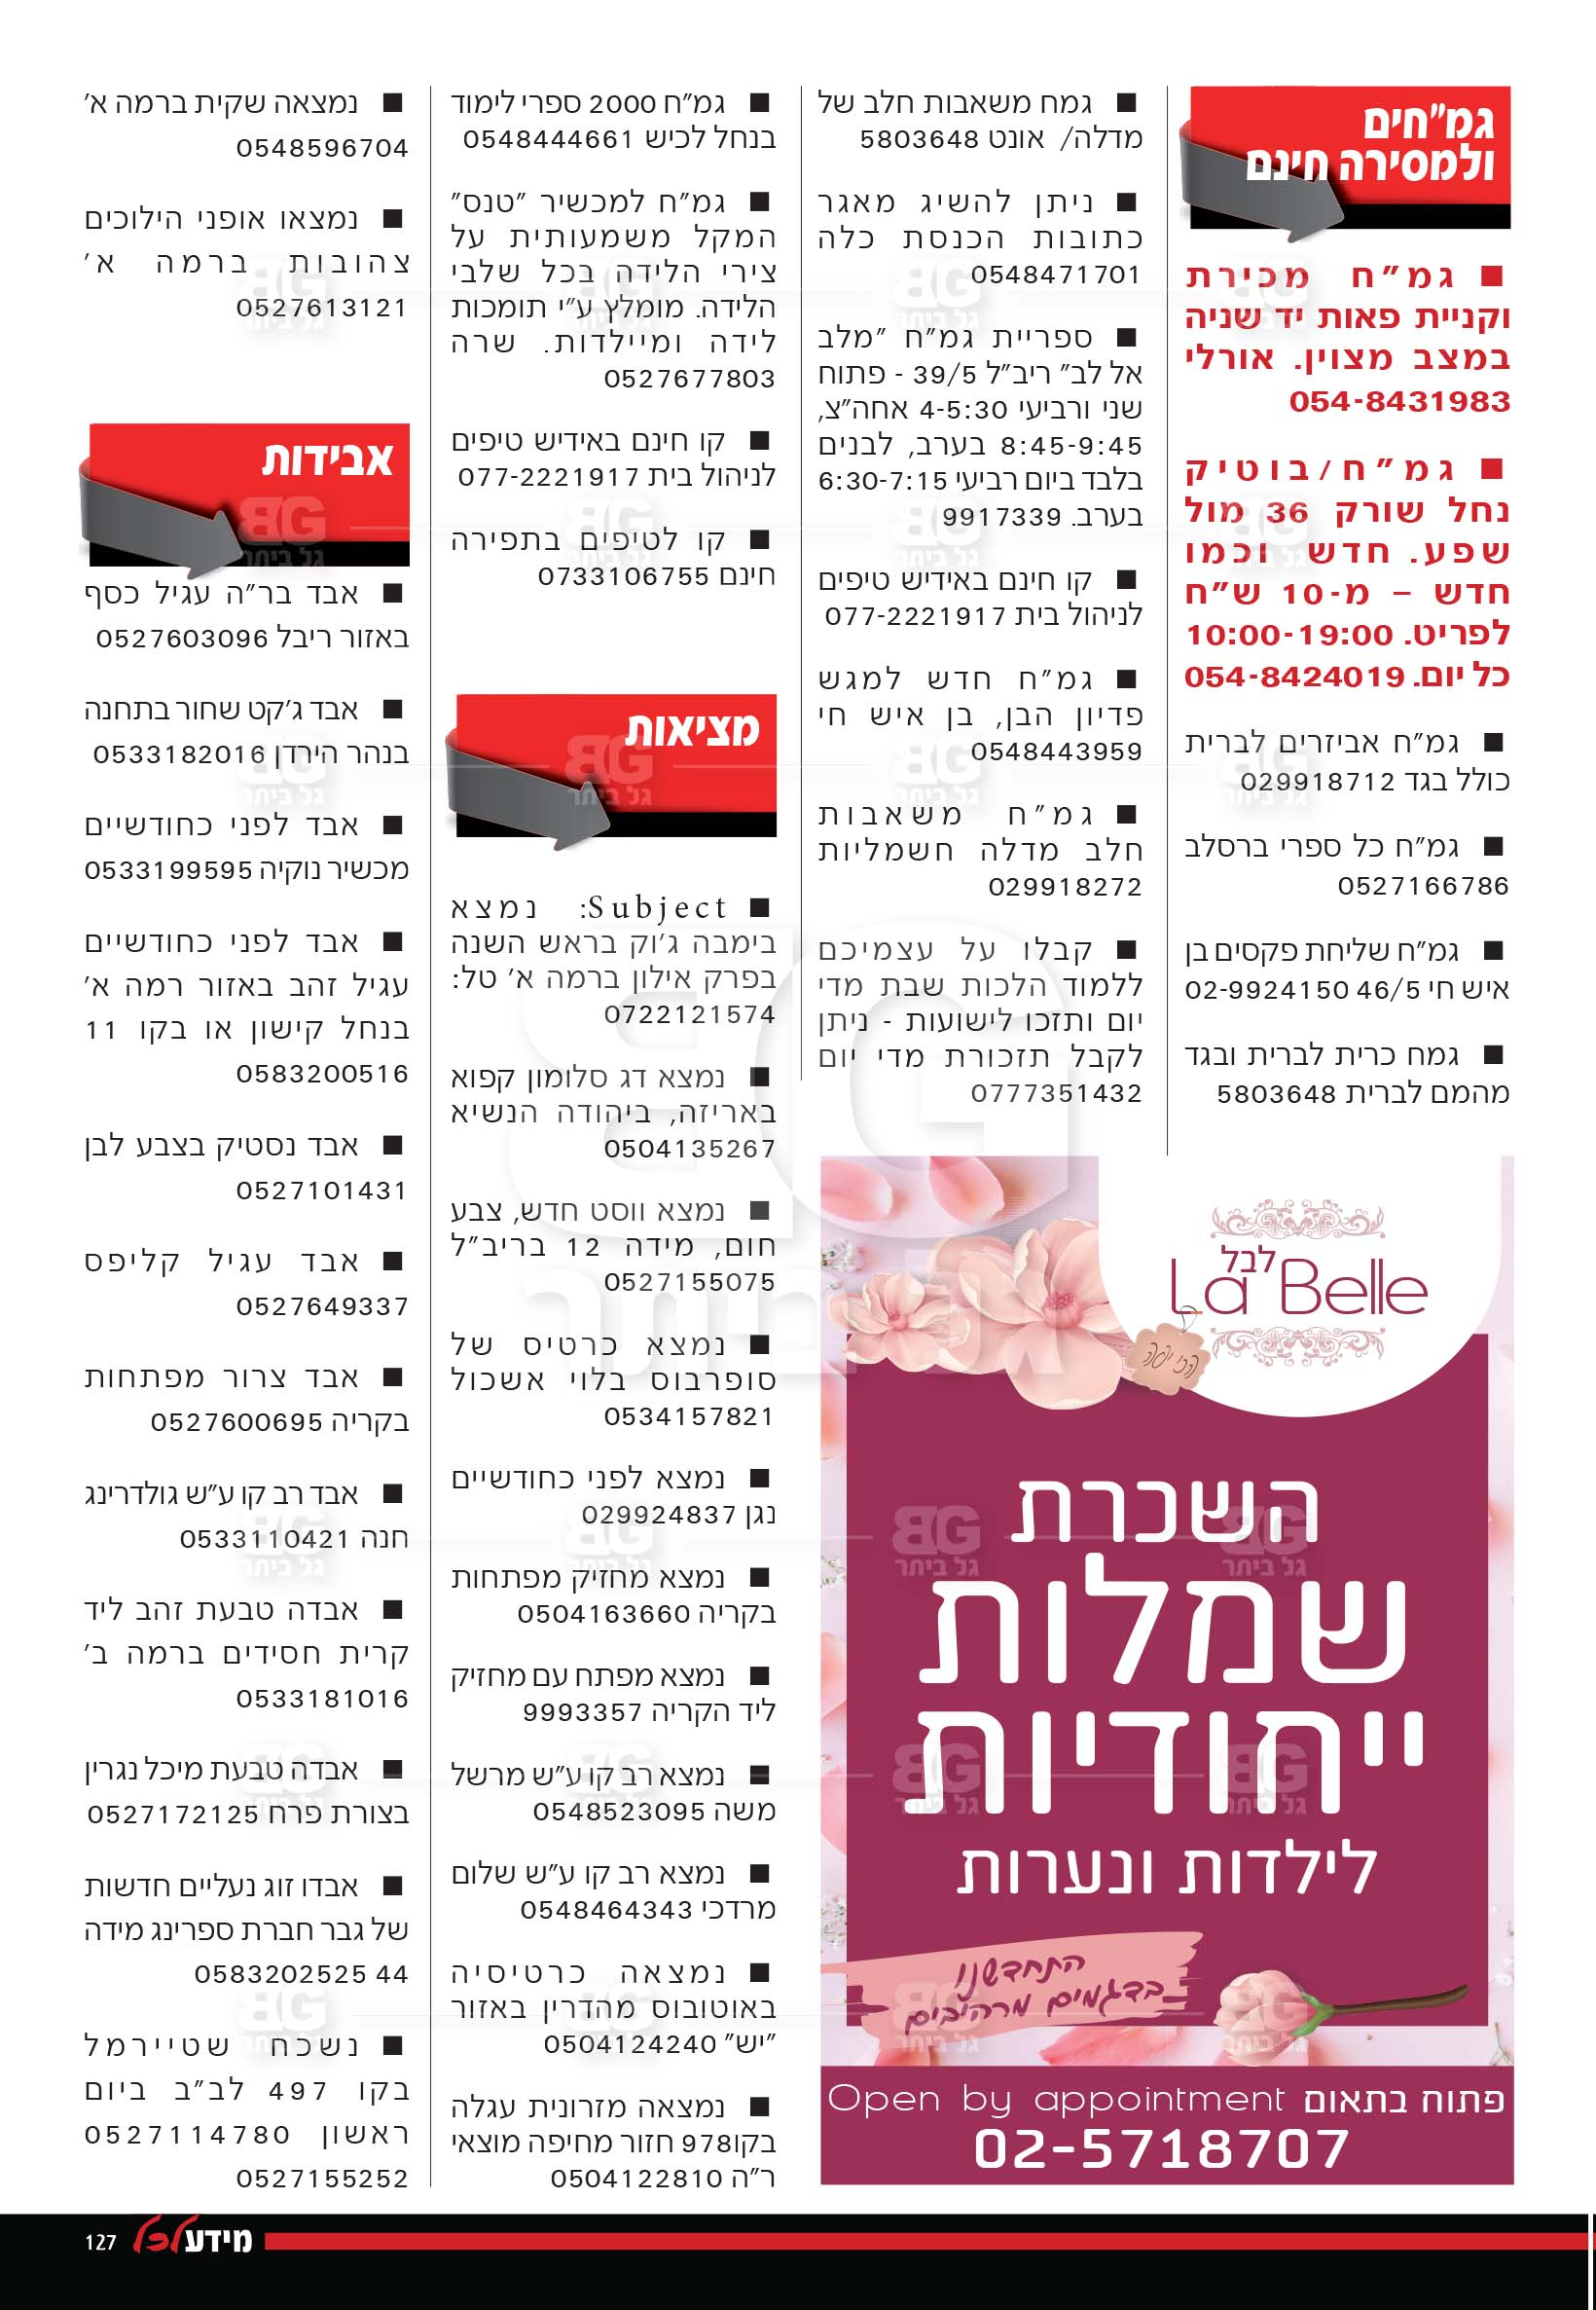 גמ"חים
ולמסירה חינם
■ גמ"ח מכירת
וקניית פאות יד שניה
במצב מצוין. אורלי
054-8431983
■ גמ"ח/בוטיק
נחל שורק 36 מול
שפע. חדש וכמו
חדש – מ-10 ש"ח
לפריט. 10:00-19:00
כל יום. 054-8424019
■ גמ"ח אביזרים לברית
כולל בגד 029918712
■ גמ"ח כל ספרי ברסלב
0527166786
■ גמ"ח שליחת פקסים בן
איש חי 46/5 02-9924150
■ גמח כרית לברית ובגד
מהמם לברית 5803648
■ גמח משאבות חלב של
מדלה/ אונט 5803648
■ ניתן להשיג מאגר
כתובות הכנסת כלה
0548471701
■ ספריית גמ"ח "מלב
אל לב" ריב"ל 39/5 - פתוח
שני ורביעי 4-5:30 אחה"צ,
8:45-9:45 בערב, לבנים
בלבד ביום רביעי 6:30-7:15
בערב. 9917339
■ קו חינם באידיש טיפים
לניהול בית 077-2221917
■ גמ"ח חדש למגש
פדיון הבן, בן איש חי
0548443959
■ גמ"ח משאבות
חלב מדלה חשמליות
029918272
■ קבלו על עצמיכם
ללמוד הלכות שבת מדי
יום ותזכו לישועות - ניתן
לקבל תזכורת מדי יום
0777351432
■ גמ"ח 2000 ספרי לימוד
בנחל לכיש 0548444661
■ גמ"ח למכשיר "טנס"
המקל משמעותית על
צירי הלידה בכל שלבי
הלידה. מומלץ ע"י תומכות
לידה ומיילדות. שרה
0527677803
■ קו חינם באידיש טיפים
לניהול בית 077-2221917
■ קו לטיפים בתפירה
חינם 0733106755
מציאות
■ Subject: נמצא
בימבה ג'וק בראש השנה
בפרק אילון ברמה א' טל:
0722121574
■ נמצא דג סלומון קפוא
באריזה, ביהודה הנשיא
0504135267
■ נמצא ווסט חדש, צבע
חום, מידה 12 בריב"ל
0527155075
■ נמצא כרטיס של
סופרבוס בלוי אשכול
0534157821
■ נמצא לפני כחודשיים
נגן 029924837
■ נמצא מחזיק מפתחות
בקריה 0504163660
■ נמצא מפתח עם מחזיק
ליד הקריה 9993357
■ נמצא רב קו ע"ש מרשל
משה 0548523095
■ נמצא רב קו ע"ש שלום
מרדכי 0548464343
■ נמצאה כרטיסיה
באוטובוס מהדרין באזור
"יש" 0504124240
■ נמצאה מזרונית עגלה
בקו978 חזור מחיפה מוצאי
ר"ה 0504122810
■ נמצאה שקית ברמה א'
0548596704
■ נמצאו אופני הילוכים
צהובות ברמה א'
0527613121
אבידות
■ אבד בר"ה עגיל כסף
באזור ריבל 0527603096
■ אבד ג'קט שחור בתחנה
בנהר הירדן 0533182016
■ אבד לפני כחודשיים
מכשיר נוקיה 0533199595
■ אבד לפני כחודשיים
עגיל זהב באזור רמה א'
בנחל קישון או בקו 11
0583200516
■ אבד נסטיק בצבע לבן
0527101431
■ אבד עגיל קליפס
0527649337
■ אבד צרור מפתחות
בקריה 0527600695
■ אבד רב קו ע"ש גולדרינג
חנה 0533110421
■ אבדה טבעת זהב ליד
קרית חסידים ברמה ב'
0533181016
■ אבדה טבעת מיכל נגרין
בצורת פרח 0527172125
■ אבדו זוג נעליים חדשות
של גבר חברת ספרינג מידה
44 0583202525
■ נשכח שטיירמל
בקו 497 לב"ב ביום
ראשון 0527114780
0527155252
לבל
La Belle
הכי יפה
השכרת
שמלות
ייחודיות
לילדות ונערות
התחדשנו
בדגמים מרהיבים
פתוח בתאום Open by appointment
02-5718707
BG
גל ביתר
מידע לכל
127